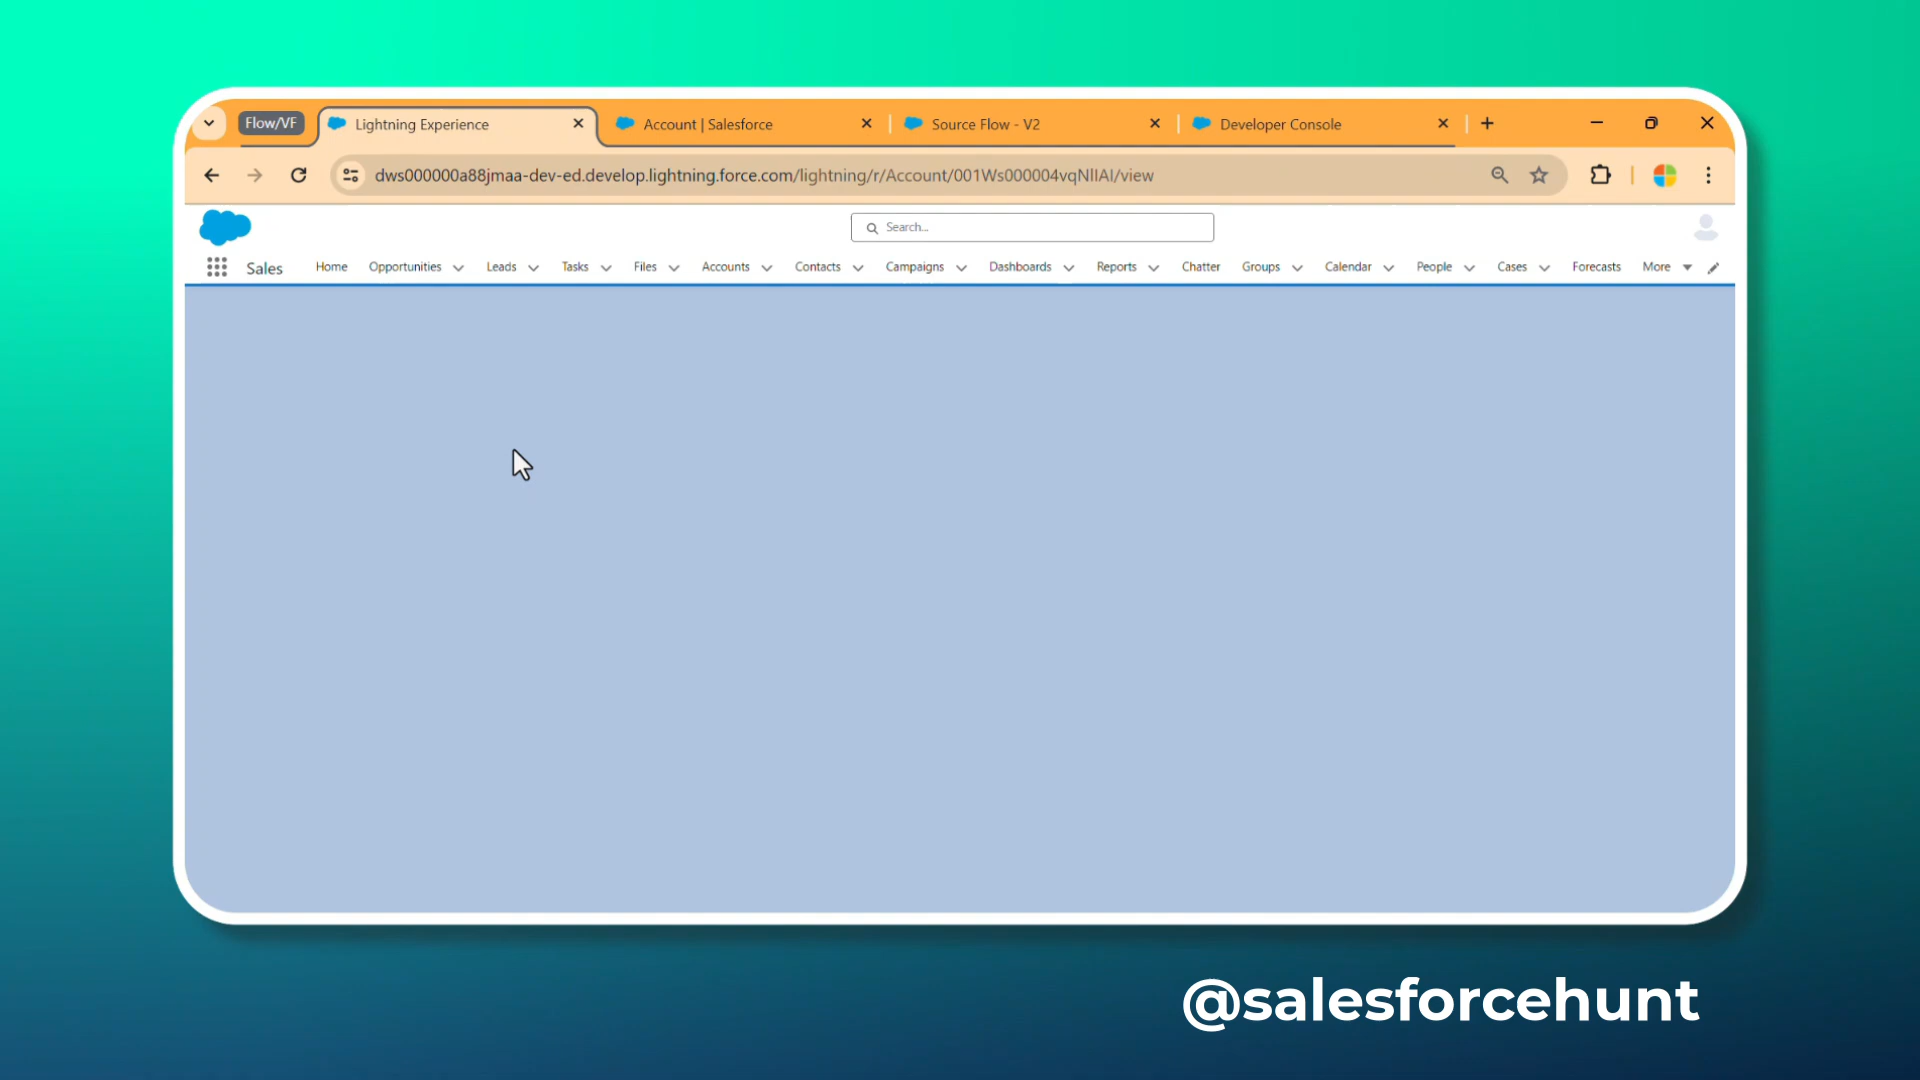 Flow/VF
Lightning Experience
Account | Salesforce
Source Flow - V2
Developer Console
dws000000a88jmaa-dev-ed.develop.lightning.force.com/lightning/r/Account/001Ws000004vqNlIAI/view
Search...
Sales
Home
Opportunities
Leads
Tasks
Files
Accounts
Contacts
Campaigns
Dashboards
Reports
Chatter
Groups
Calendar
People
Cases
Forecasts
More
@salesforcehunt